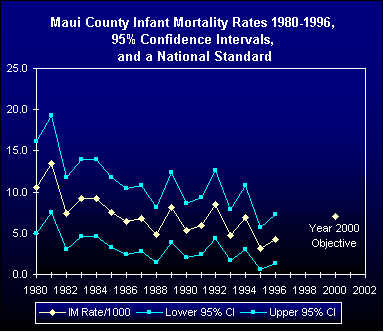 Maui County Infant Mortality Rates 1980-1996,
95% Confidence Intervals,
and a National Standard
25.0
20.0
15.0
10.0
5.0
0.0
Year 2000
Objective
1980 1982 1984 1986 1988 1990 1992 1994 1996 1998 2000 2002
IM Rate/1000 Lower 95% CI Upper 95% CI